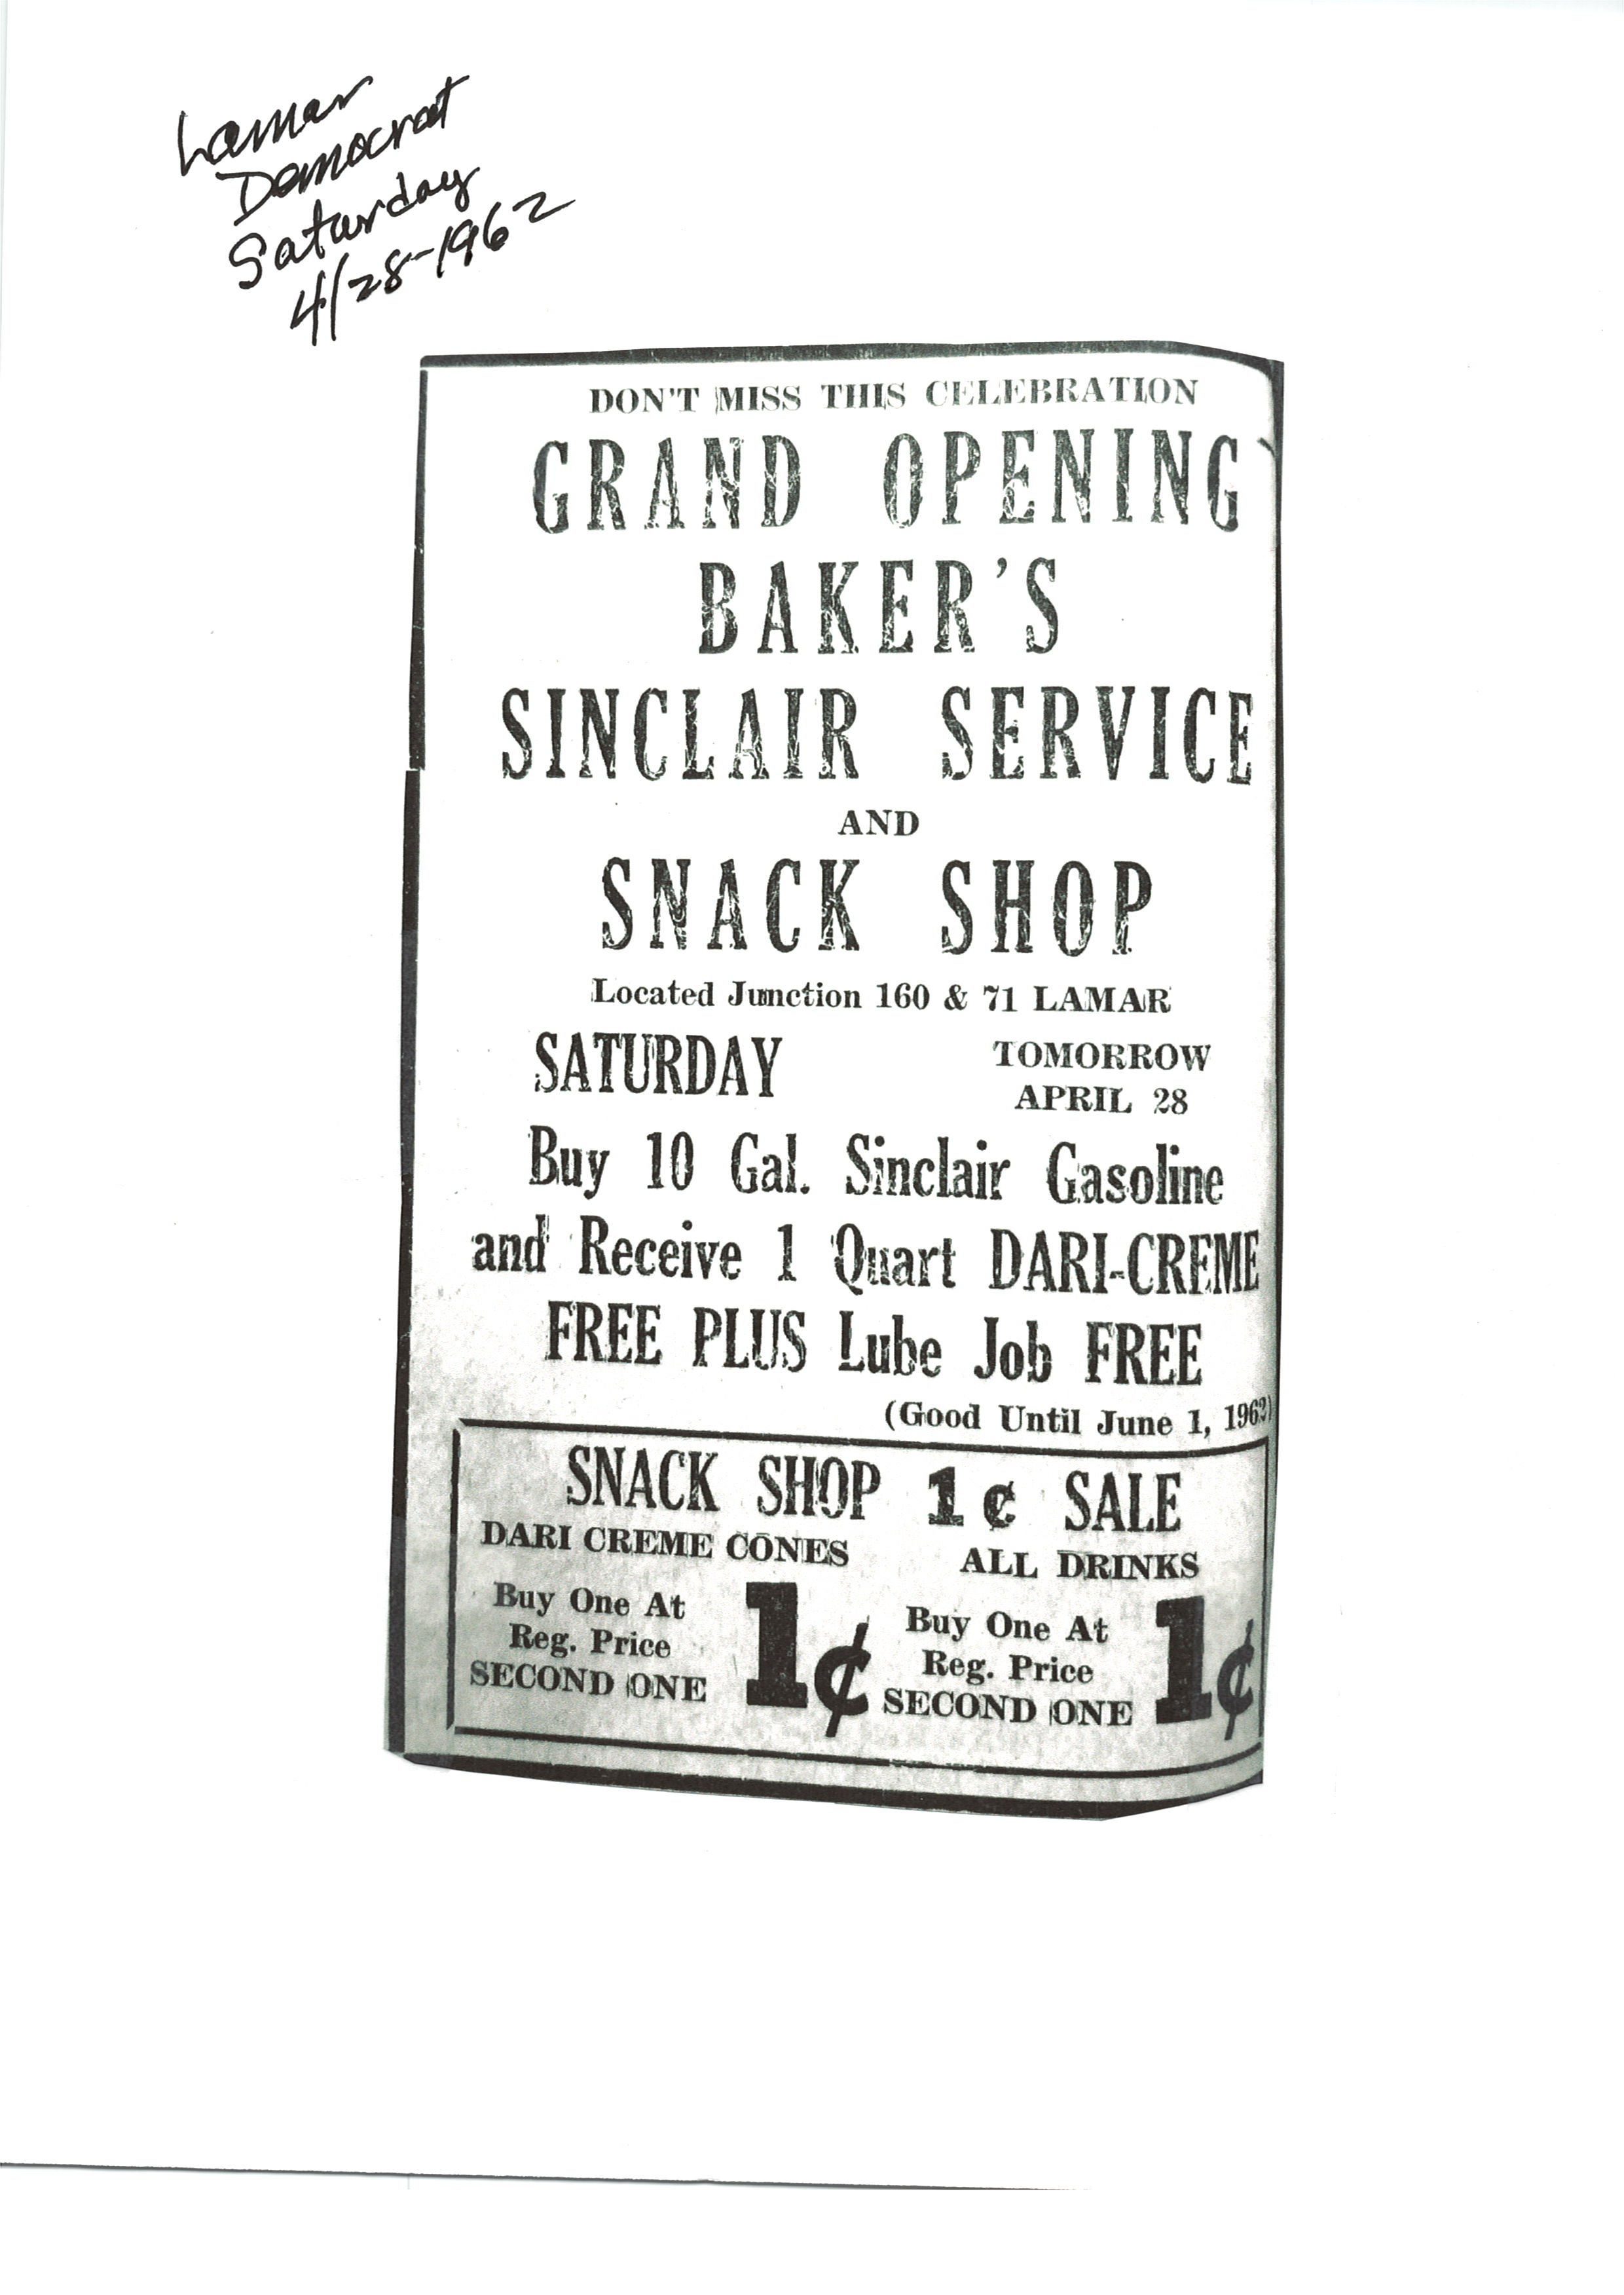 Lamar
Democrat
Saturday
4/28-1962
DON'T MISS THIS CELEBRATION
GRAND OPENING
BAKER'S
SINCLAIR SERVICE
AND
SNACK SHOP
Located Junction 160 & 71 LAMAR
SATURDAY
TOMORROW
APRIL 28
Buy 10 Gal. Sinclair Gasoline
and Receive 1 Quart DARI-CREME
FREE PLUS Lube Job FREE
(Good Until June 1, 1962)
SNACK SHOP 1¢ SALE
DARI CREME CONES
Buy One At
Reg. Price
SECOND ONE
1¢
ALL DRINKS
Buy One At
Reg. Price
SECOND ONE
1¢